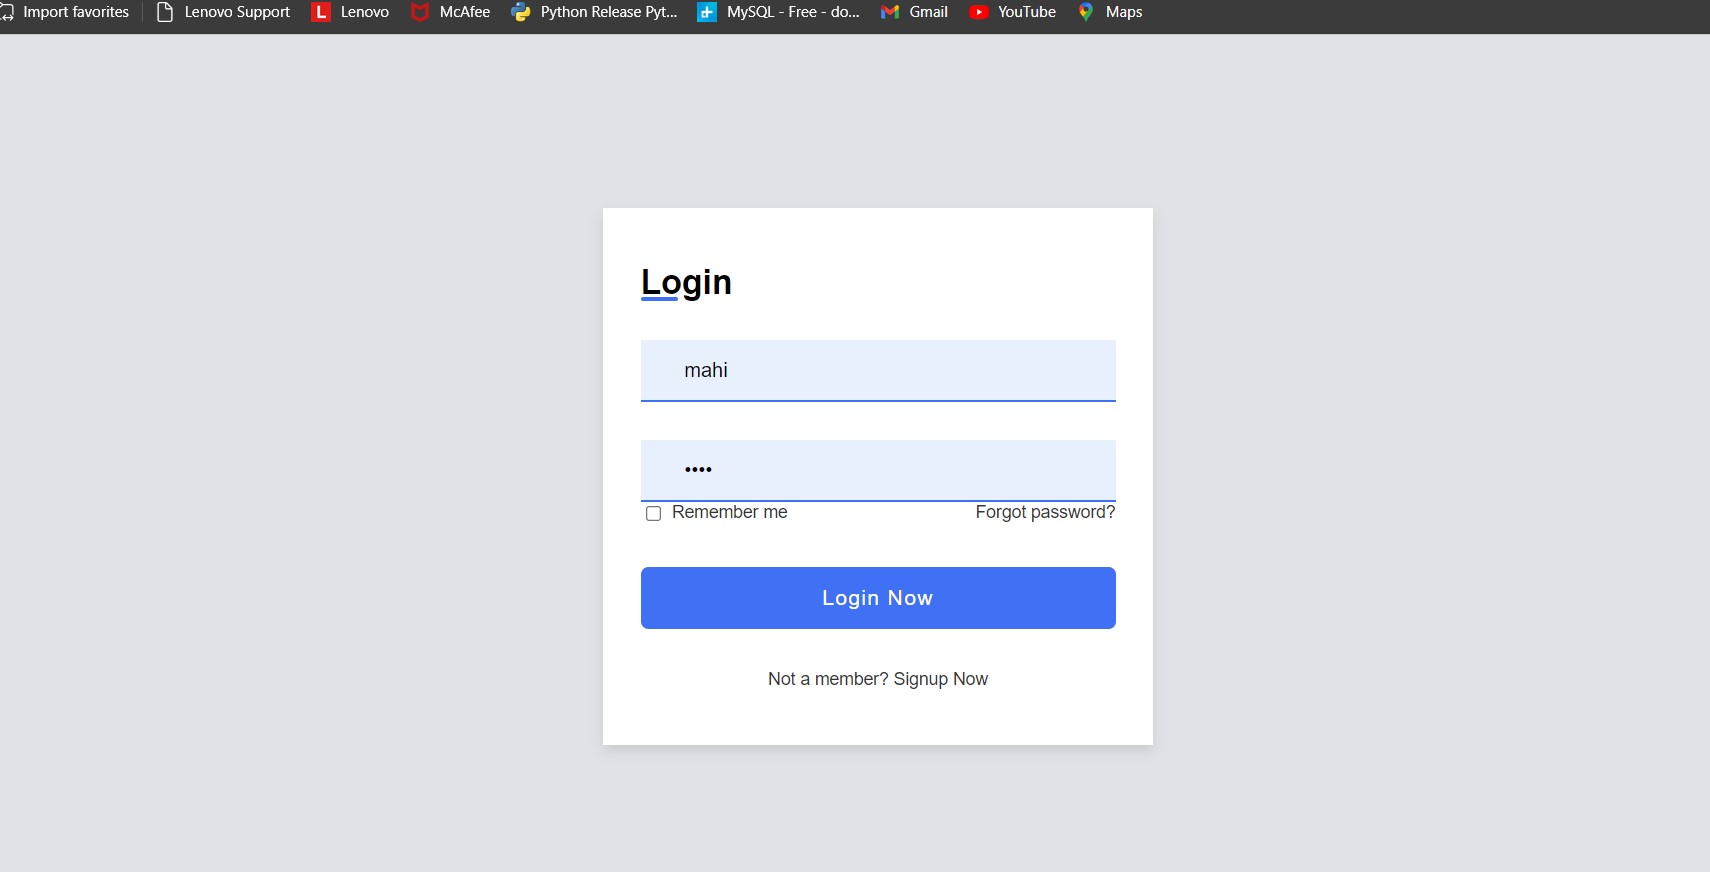 Import favorites Lenovo Support L Lenovo McAfee Python Release Pyt... MySQL - Free - do... Gmail YouTube Maps
Login
mahi
••••
Remember me Forgot password?
Login Now
Not a member? Signup Now